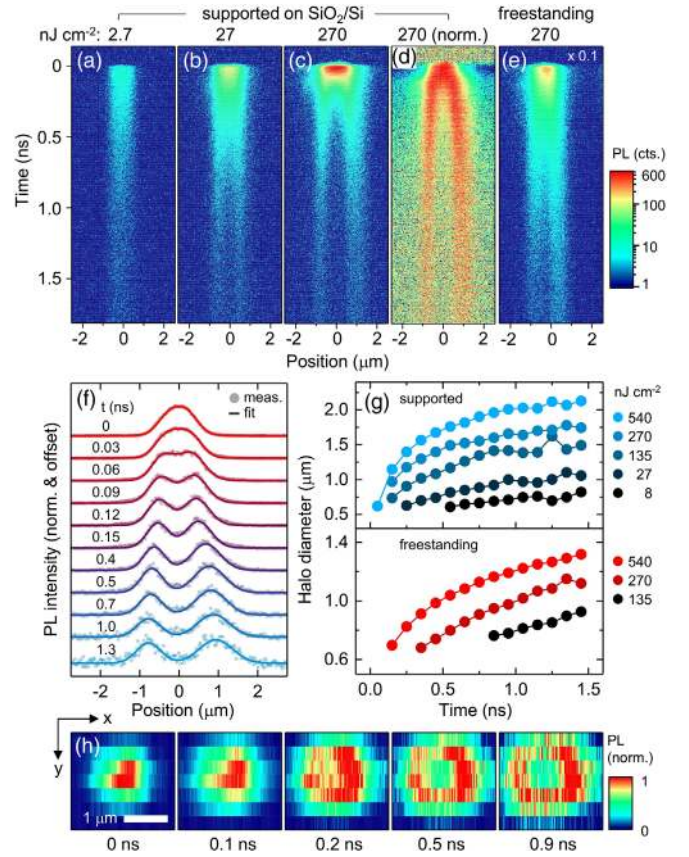 supported on SiO2/Si freestanding
nJ cm-2: 2.7 27 270 270 (norm.) 270
(a) (b) (c) (d) (e) x 0.1
0
0.5
1.0
1.5
Time (ns)
PL (cts.)
600
100
10
1
-2 0 2 -2 0 2 -2 0 2 -2 0 2 -2 0 2
Position (μm)
(f) meas.
fit
t (ns)
0
0.03
0.06
0.09
0.12
0.15
0.4
0.5
0.7
1.0
1.3
PL intensity (norm. & offset)
-2 -1 0 1 2
Position (μm)
(g) supported
2.0
1.5
1.0
0.5
nJ cm-2
540
270
135
27
8
Halo diameter (μm)
freestanding
1.4
1.0
0.6
540
270
135
0.0 0.5 1.0 1.5
Time (ns)
x
y
(h)
1 μm
0 ns 0.1 ns 0.2 ns 0.5 ns 0.9 ns
PL
(norm.)
1
0